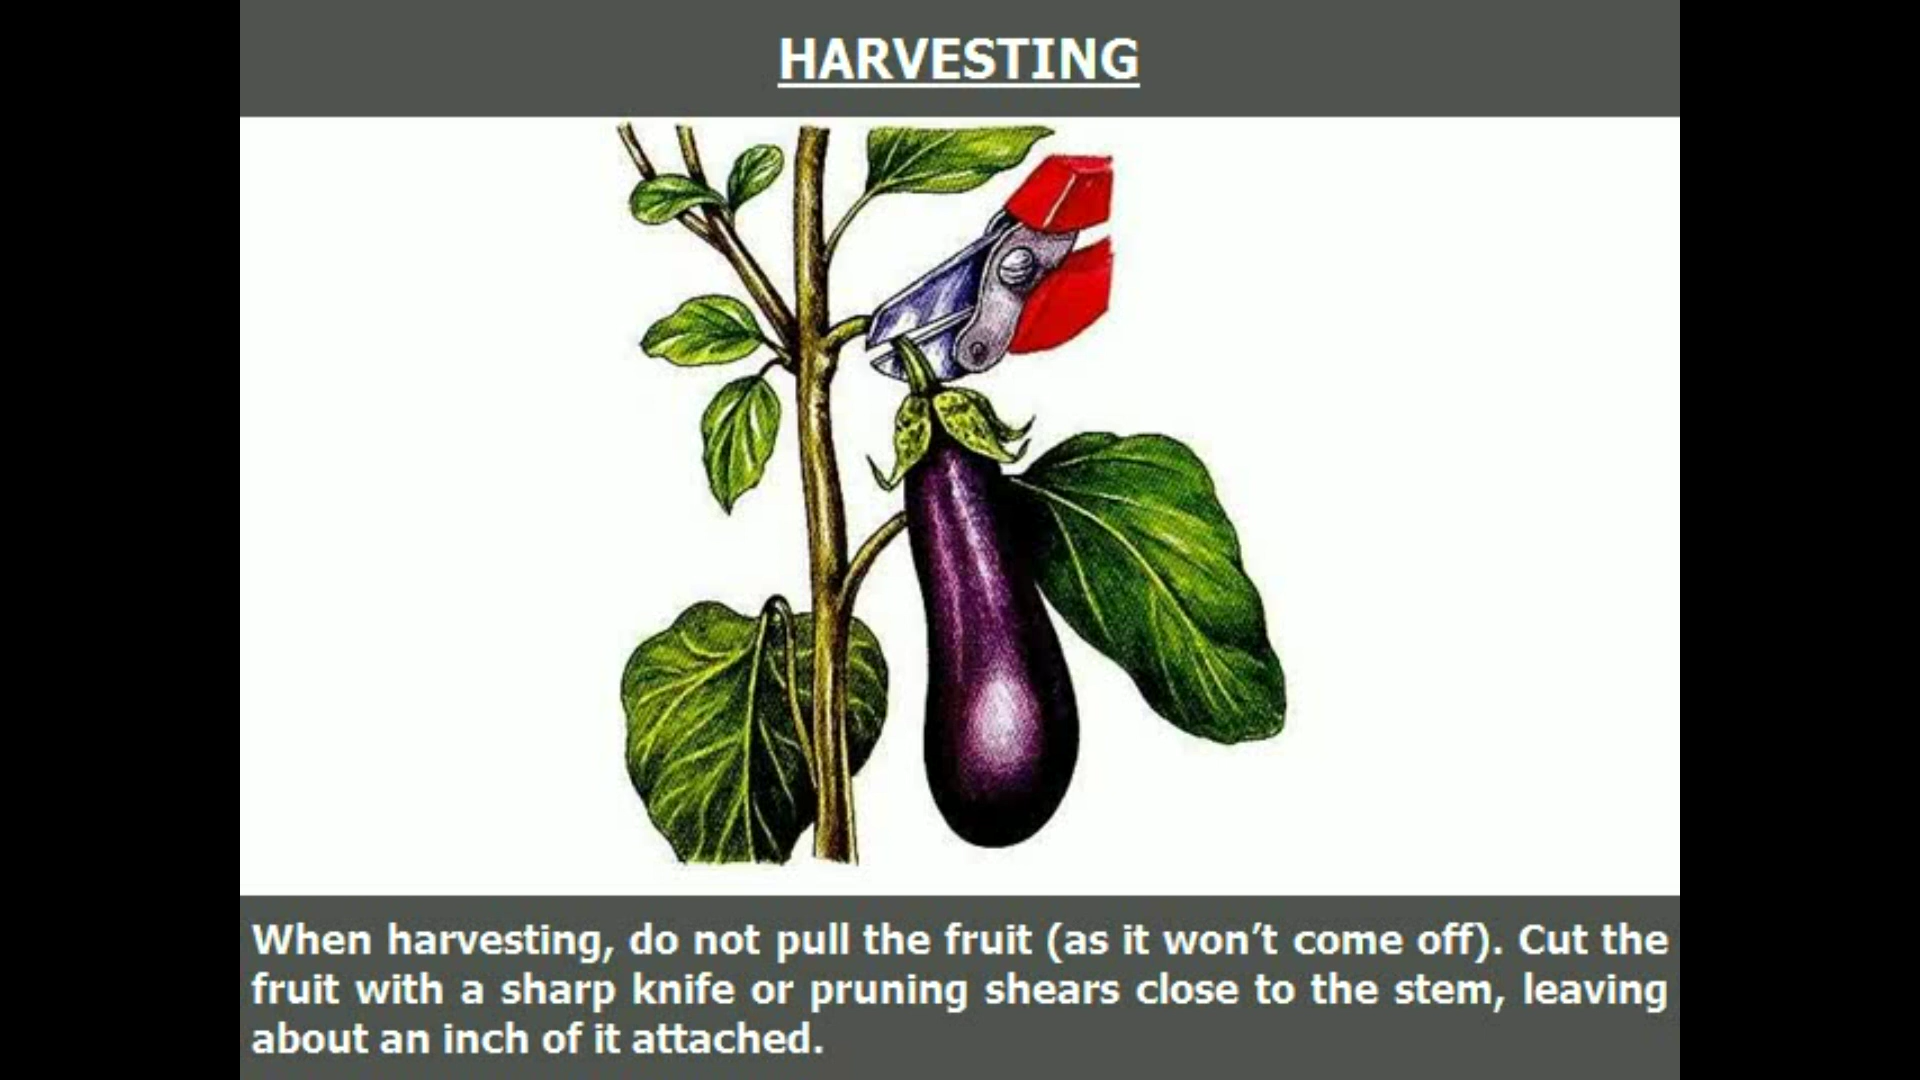 HARVESTING
When harvesting, do not pull the fruit (as it won’t come off). Cut the
fruit with a sharp knife or pruning shears close to the stem, leaving
about an inch of it attached.